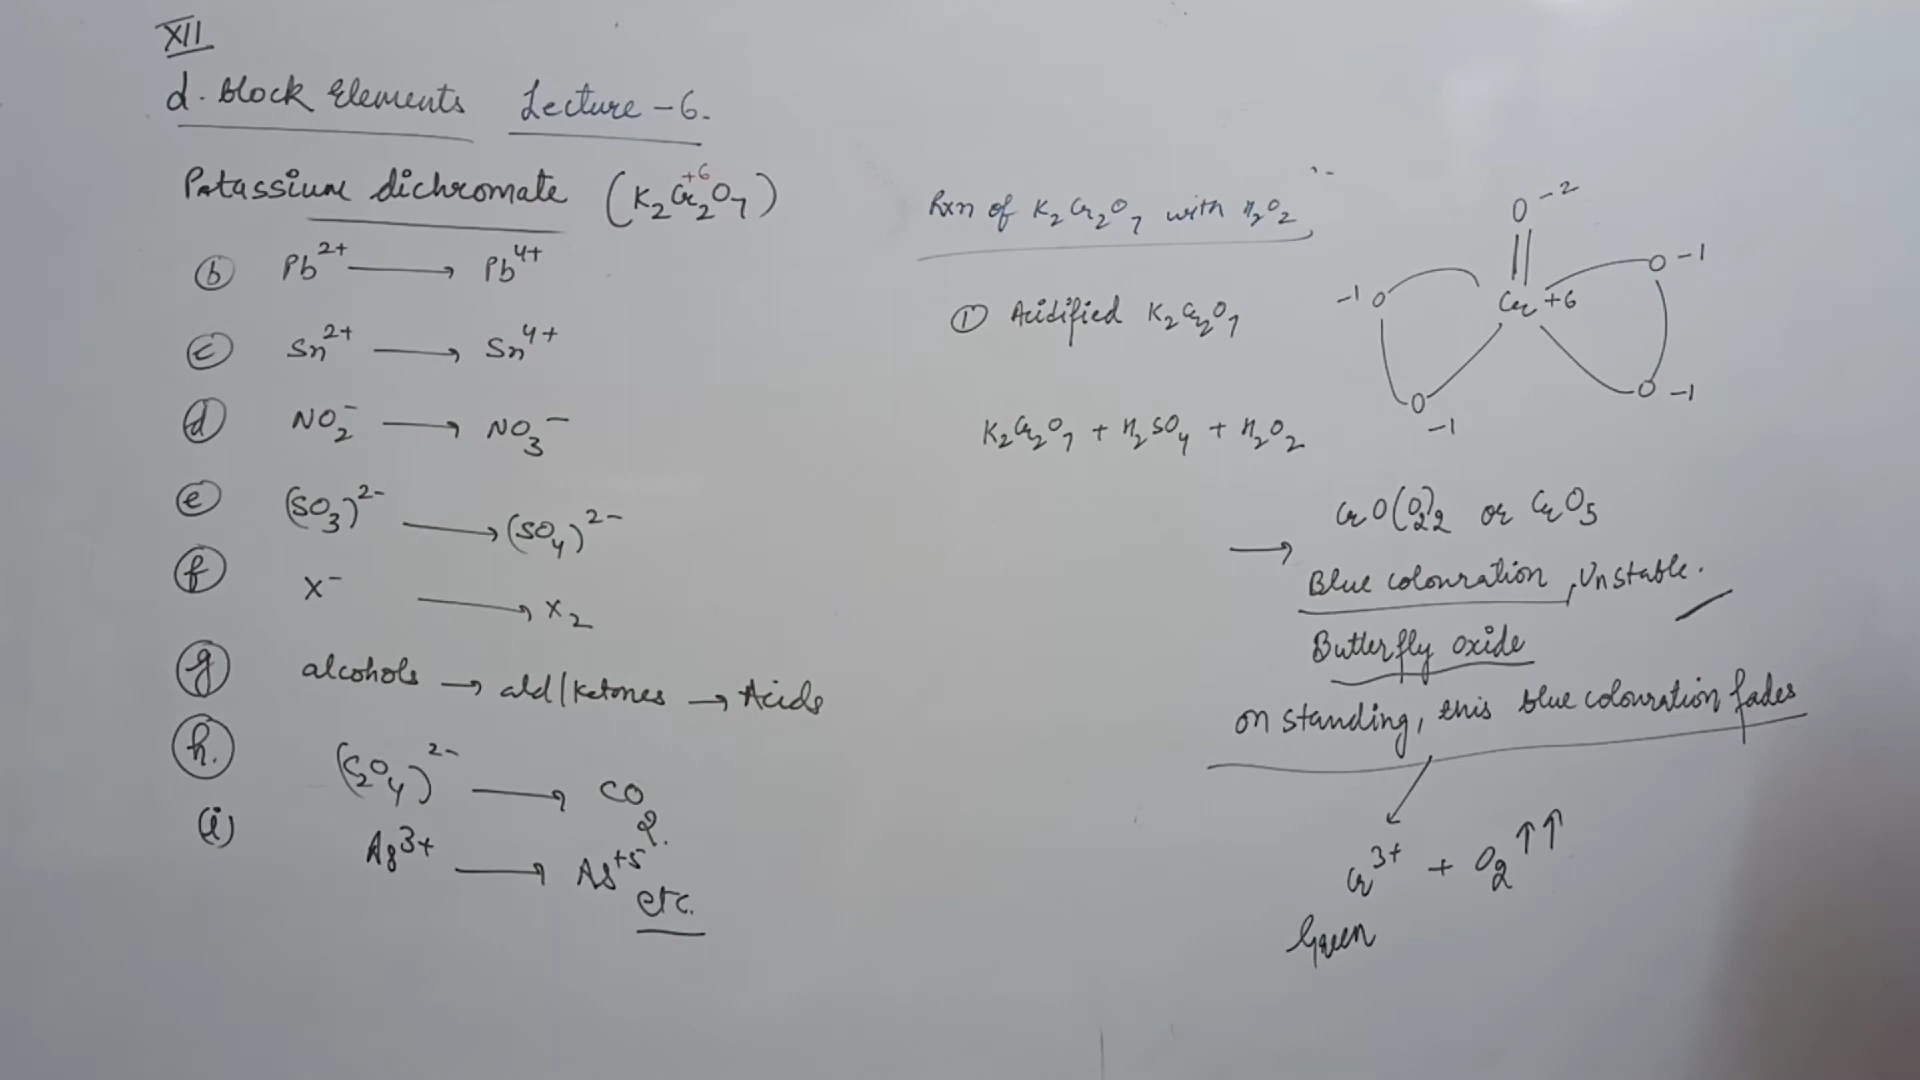 XII
d. Block Elements Lecture - 6.
Potassium dichromate (K₂Cr₂⁺⁶O₇)
(b) Pb²⁺ → Pb⁴⁺
(c) Sn²⁺ → Sn⁴⁺
(d) NO₂⁻ → NO₃⁻
(e) (SO₃)²⁻ → (SO₄)²⁻
(f) X⁻ → X₂
(g) alcohols → ald/ketones → Acids
(h.) (C₂O₄)²⁻ → CO₂.
(i) As³⁺ → As⁺⁵
etc.
Rxn of K₂Cr₂O₇ with H₂O₂
① Acidified K₂Cr₂O₇
K₂Cr₂O₇ + H₂SO₄ + H₂O₂
O⁻²
-1 O Cr +6 O -1
O -1 O -1
→ CrO(O₂)₂ or CrO₅
Blue colouration, Unstable.
Butterfly oxide
on standing, this blue colouration fades
Cr³⁺ + O₂ ↑↑
Green